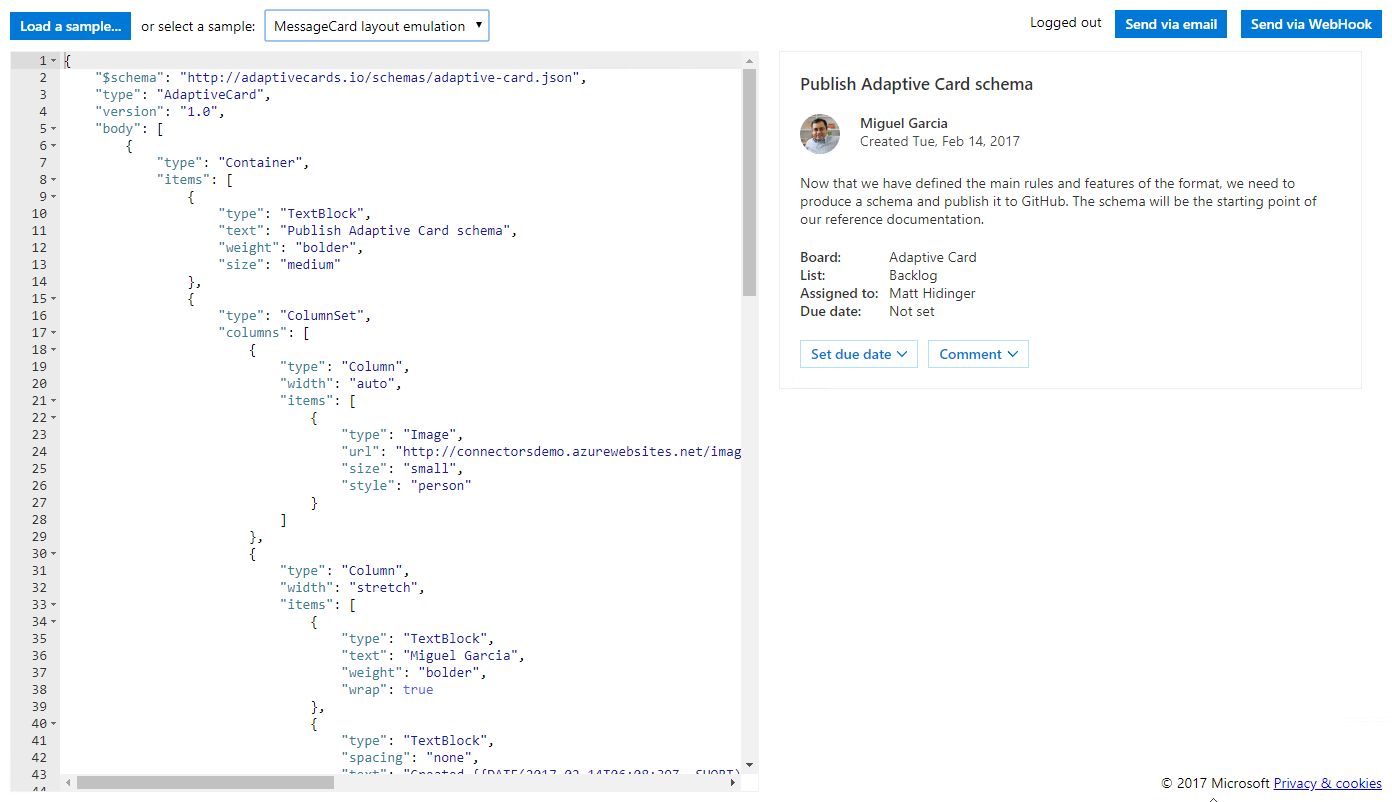 Load a sample... or select a sample: MessageCard layout emulation Logged out Send via email Send via WebHook
1 {
2 "$schema": "http://adaptivecards.io/schemas/adaptive-card.json",
3 "type": "AdaptiveCard",
4 "version": "1.0",
5 "body": [
6 {
7 "type": "Container",
8 "items": [
9 {
10 "type": "TextBlock",
11 "text": "Publish Adaptive Card schema",
12 "weight": "bolder",
13 "size": "medium"
14 },
15 {
16 "type": "ColumnSet",
17 "columns": [
18 {
19 "type": "Column",
20 "width": "auto",
21 "items": [
22 {
23 "type": "Image",
24 "url": "http://connectorsdemo.azurewebsites.net/imag
25 "size": "small",
26 "style": "person"
27 }
28 ]
29 },
30 {
31 "type": "Column",
32 "width": "stretch",
33 "items": [
34 {
35 "type": "TextBlock",
36 "text": "Miguel Garcia",
37 "weight": "bolder",
38 "wrap": true
39 },
40 {
41 "type": "TextBlock",
42 "spacing": "none",
43 "text": "Created {{DATE(2017-02-14T06:08:39Z, SHORT)
44
Publish Adaptive Card schema
Miguel Garcia
Created Tue, Feb 14, 2017
Now that we have defined the main rules and features of the format, we need to
produce a schema and publish it to GitHub. The schema will be the starting point of
our reference documentation.
Board: Adaptive Card
List: Backlog
Assigned to: Matt Hidinger
Due date: Not set
Set due date Comment
© 2017 Microsoft Privacy & cookies